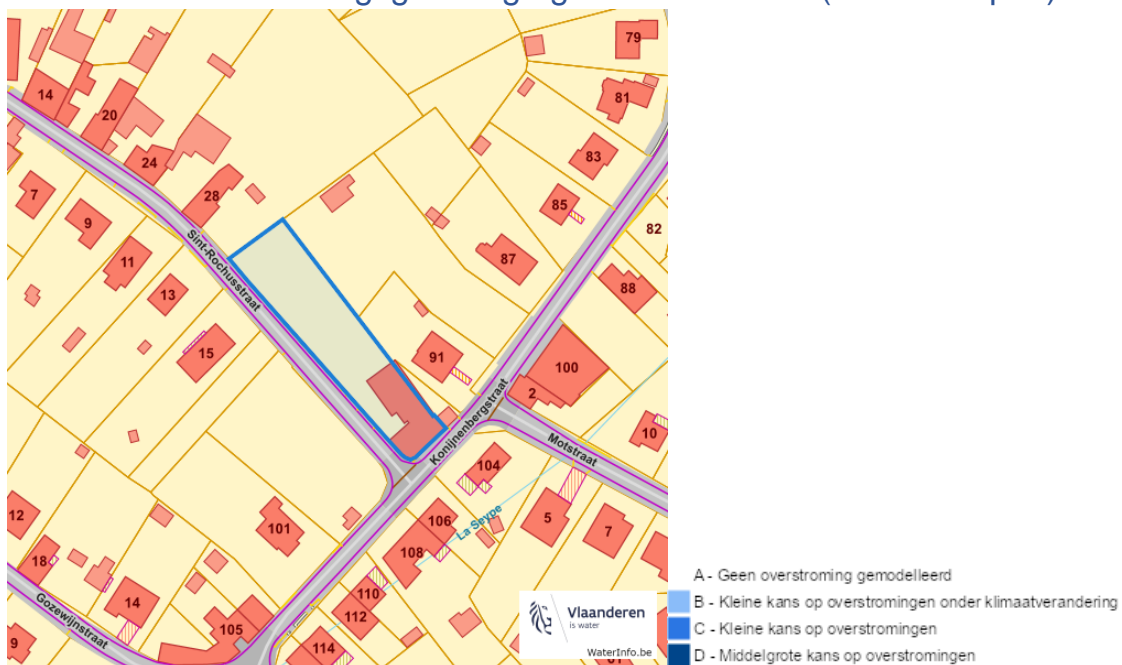 79
81
14
20
83
24
7
28
85
9
82
Sint-Rochusstraat
11
87
13
88
15
91
100
2
Konijnenbergstraat
10
Motstraat
104
12
La Seype
5
101
106
7
18
108
A - Geen overstroming gemodelleerd
14
110
B - Kleine kans op overstromingen onder klimaatverandering
Gozewijnstraat
112
Vlaanderen
is water
C - Kleine kans op overstromingen
105
9
114
WaterInfo.be
D - Middelgrote kans op overstromingen